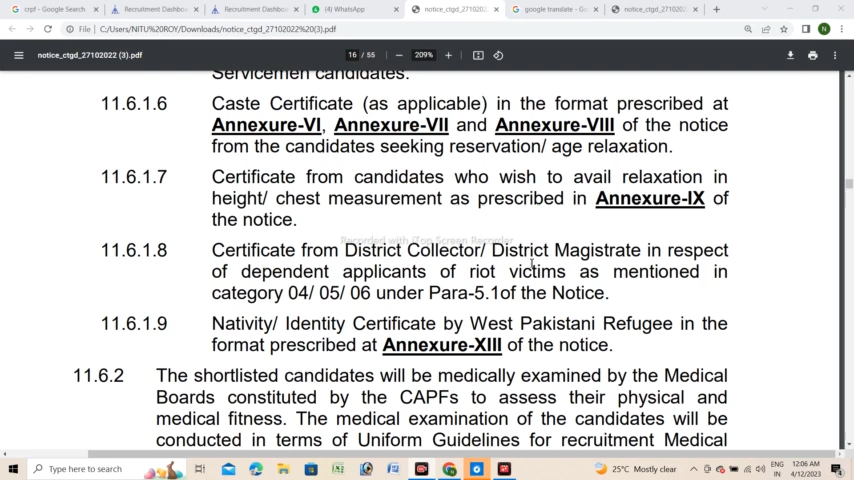 crpf - Google Search
Recruitment Dashbo
Recruitment Dashbo
(4) WhatsApp
notice_ctgd_27102022
google translate - Go
notice_ctgd_27102022
File
C:/Users/NITU%20ROY/Downloads/notice_ctgd_27102022%20(3).pdf
N
notice_ctgd_27102022 (3).pdf
16 / 55
209%
Servicemen candidates.
11.6.1.6 Caste Certificate (as applicable) in the format prescribed at
Annexure-VI, Annexure-VII and Annexure-VIII of the notice
from the candidates seeking reservation/ age relaxation.
11.6.1.7 Certificate from candidates who wish to avail relaxation in
height/ chest measurement as prescribed in Annexure-IX of
the notice.
Recorded with iTop Screen Recorder
11.6.1.8 Certificate from District Collector/ District Magistrate in respect
of dependent applicants of riot victims as mentioned in
category 04/ 05/ 06 under Para-5.1of the Notice.
11.6.1.9 Nativity/ Identity Certificate by West Pakistani Refugee in the
format prescribed at Annexure-XIII of the notice.
11.6.2 The shortlisted candidates will be medically examined by the Medical
Boards constituted by the CAPFs to assess their physical and
medical fitness. The medical examination of the candidates will be
conducted in terms of Uniform Guidelines for recruitment Medical
Type here to search
25°C Mostly clear
ENG
IN
12:06 AM
4/12/2023